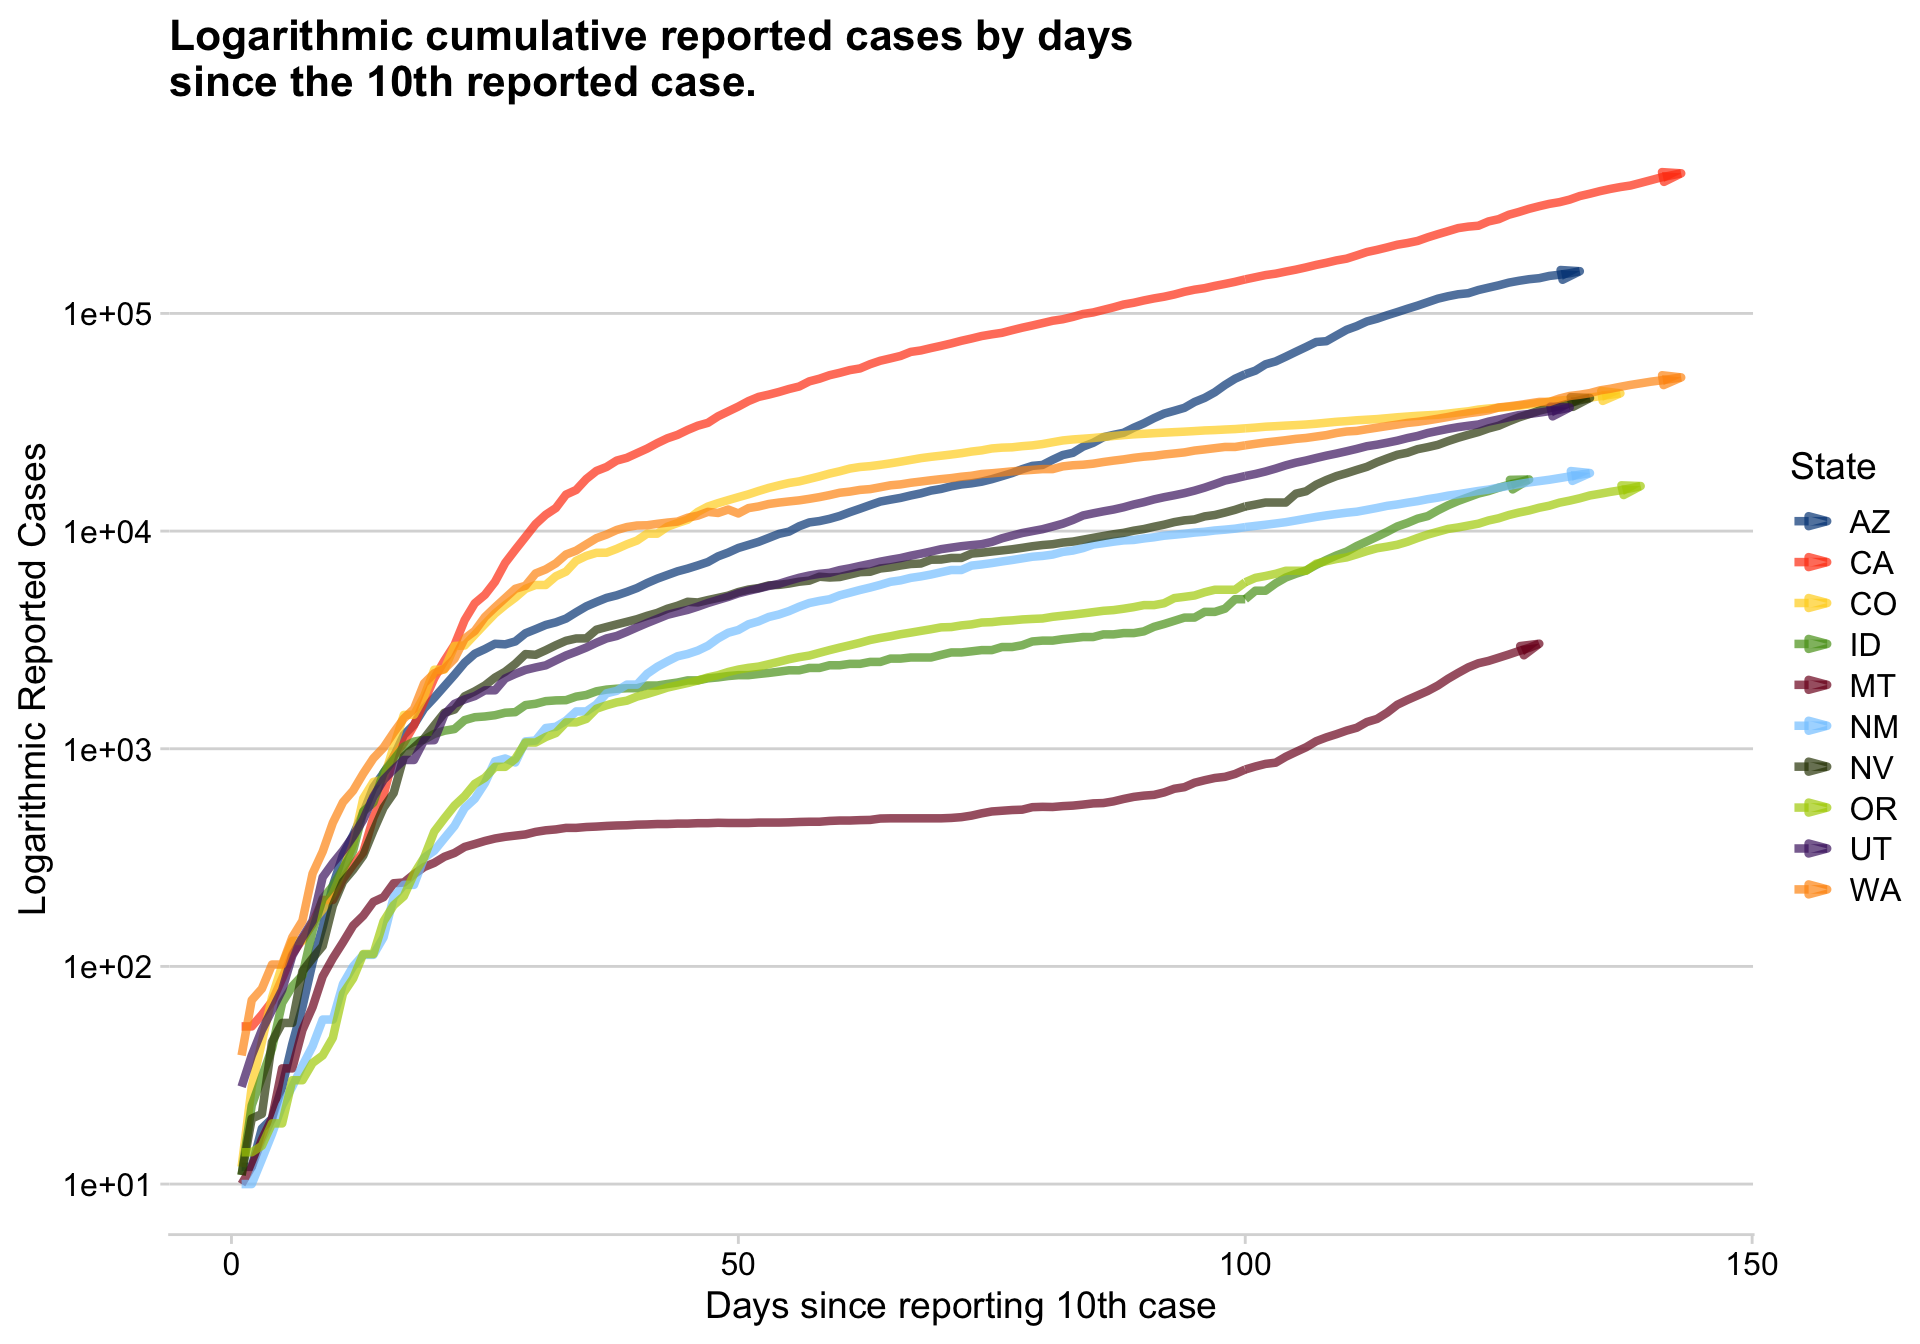 Logarithmic cumulative reported cases by days
since the 10th reported case.
Logarithmic Reported Cases
1e+05
1e+04
1e+03
1e+02
1e+01
0
50
100
150
Days since reporting 10th case
State
AZ
CA
CO
ID
MT
NM
NV
OR
UT
WA